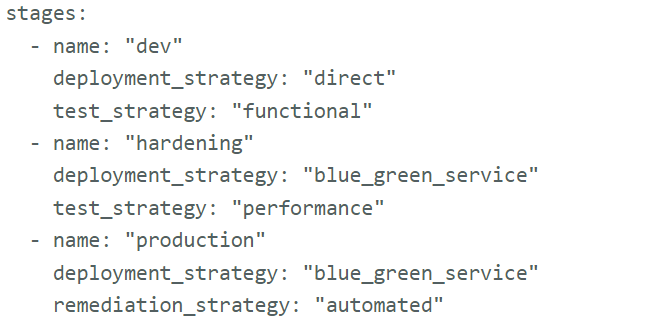 stages:
  - name: "dev"
    deployment_strategy: "direct"
    test_strategy: "functional"
  - name: "hardening"
    deployment_strategy: "blue_green_service"
    test_strategy: "performance"
  - name: "production"
    deployment_strategy: "blue_green_service"
    remediation_strategy: "automated"